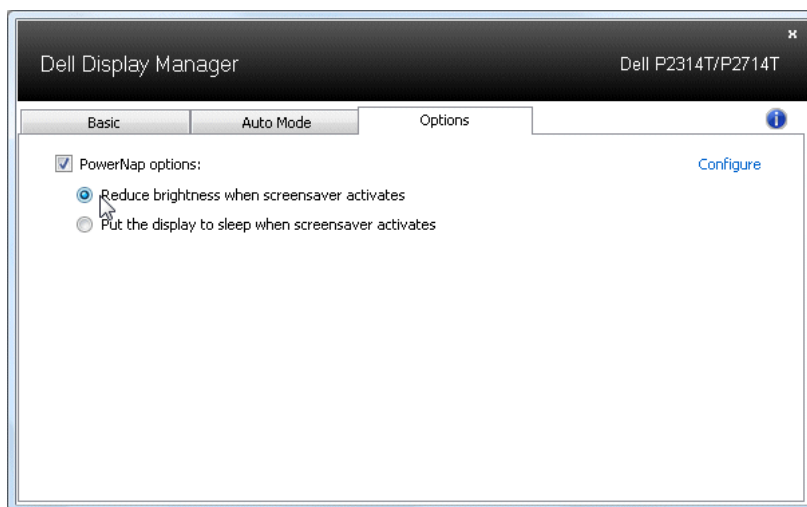 x
Dell Display Manager
Dell P2314T/P2714T
Basic
Auto Mode
Options
i
PowerNap options:
Configure
Reduce brightness when screensaver activates
Put the display to sleep when screensaver activates